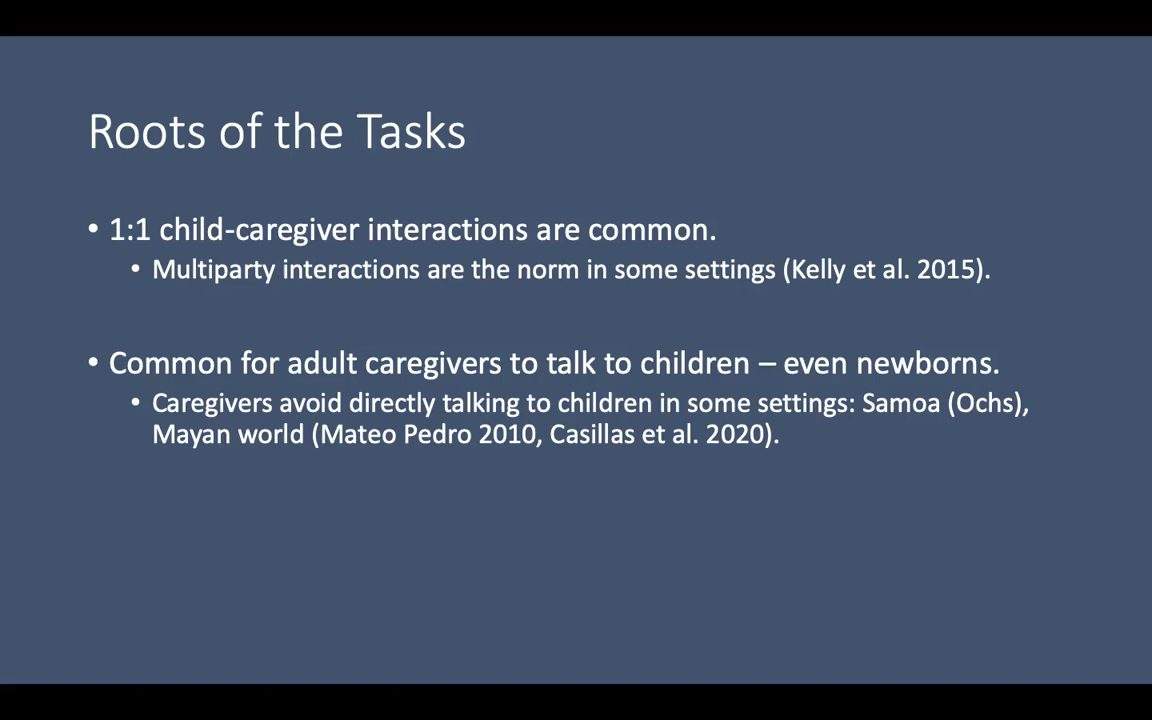 Roots of the Tasks
• 1:1 child-caregiver interactions are common.
• Multiparty interactions are the norm in some settings (Kelly et al. 2015).
• Common for adult caregivers to talk to children – even newborns.
• Caregivers avoid directly talking to children in some settings: Samoa (Ochs),
Mayan world (Mateo Pedro 2010, Casillas et al. 2020).